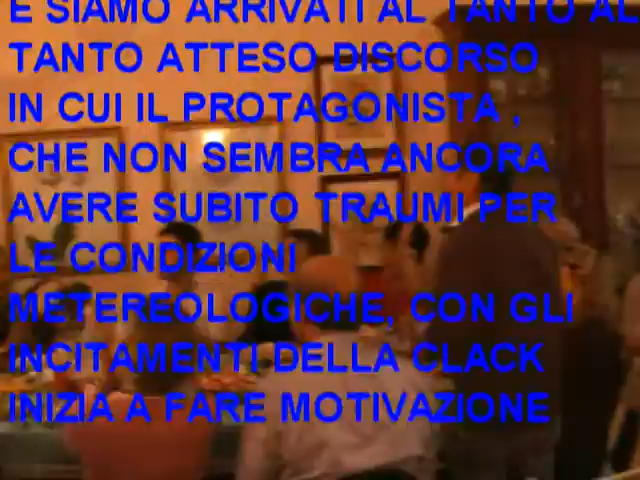 E SIAMO ARRIVATI AL TANTO AL
TANTO ATTESO DISCORSO
IN CUI IL PROTAGONISTA ,
CHE NON SEMBRA ANCORA
AVERE SUBITO TRAUMI PER
LE CONDIZIONI
METEREOLOGICHE, CON GLI
INCITAMENTI DELLA CLACK
INIZIA A FARE MOTIVAZIONE